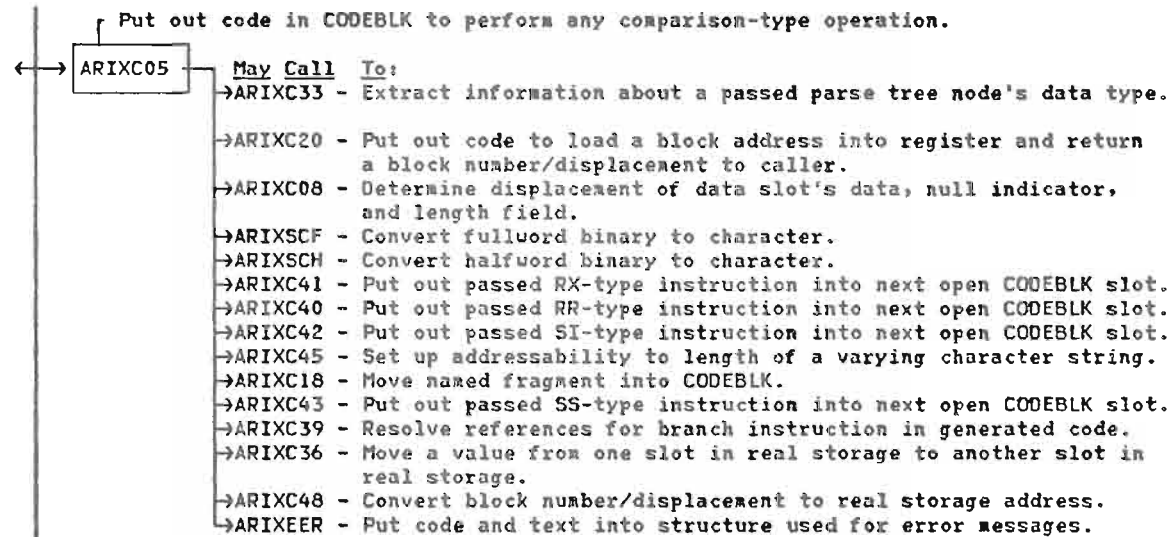 Put out code in CODEBLK to perform any comparison-type operation.
ARIXC05
May Call To:
ARIXC33 - Extract information about a passed parse tree node's data type.
ARIXC20 - Put out code to load a block address into register and return
a block number/displacement to caller.
ARIXC08 - Determine displacement of data slot's data, null indicator,
and length field.
ARIXSCF - Convert fullword binary to character.
ARIXSCH - Convert halfword binary to character.
ARIXC41 - Put out passed RX-type instruction into next open CODEBLK slot.
ARIXC40 - Put out passed RR-type instruction into next open CODEBLK slot.
ARIXC42 - Put out passed SI-type instruction into next open CODEBLK slot.
ARIXC45 - Set up addressability to length of a varying character string.
ARIXC18 - Move named fragment into CODEBLK.
ARIXC43 - Put out passed SS-type instruction into next open CODEBLK slot.
ARIXC39 - Resolve references for branch instruction in generated code.
ARIXC36 - Move a value from one slot in real storage to another slot in
real storage.
ARIXC48 - Convert block number/displacement to real storage address.
ARIXEER - Put code and text into structure used for error messages.